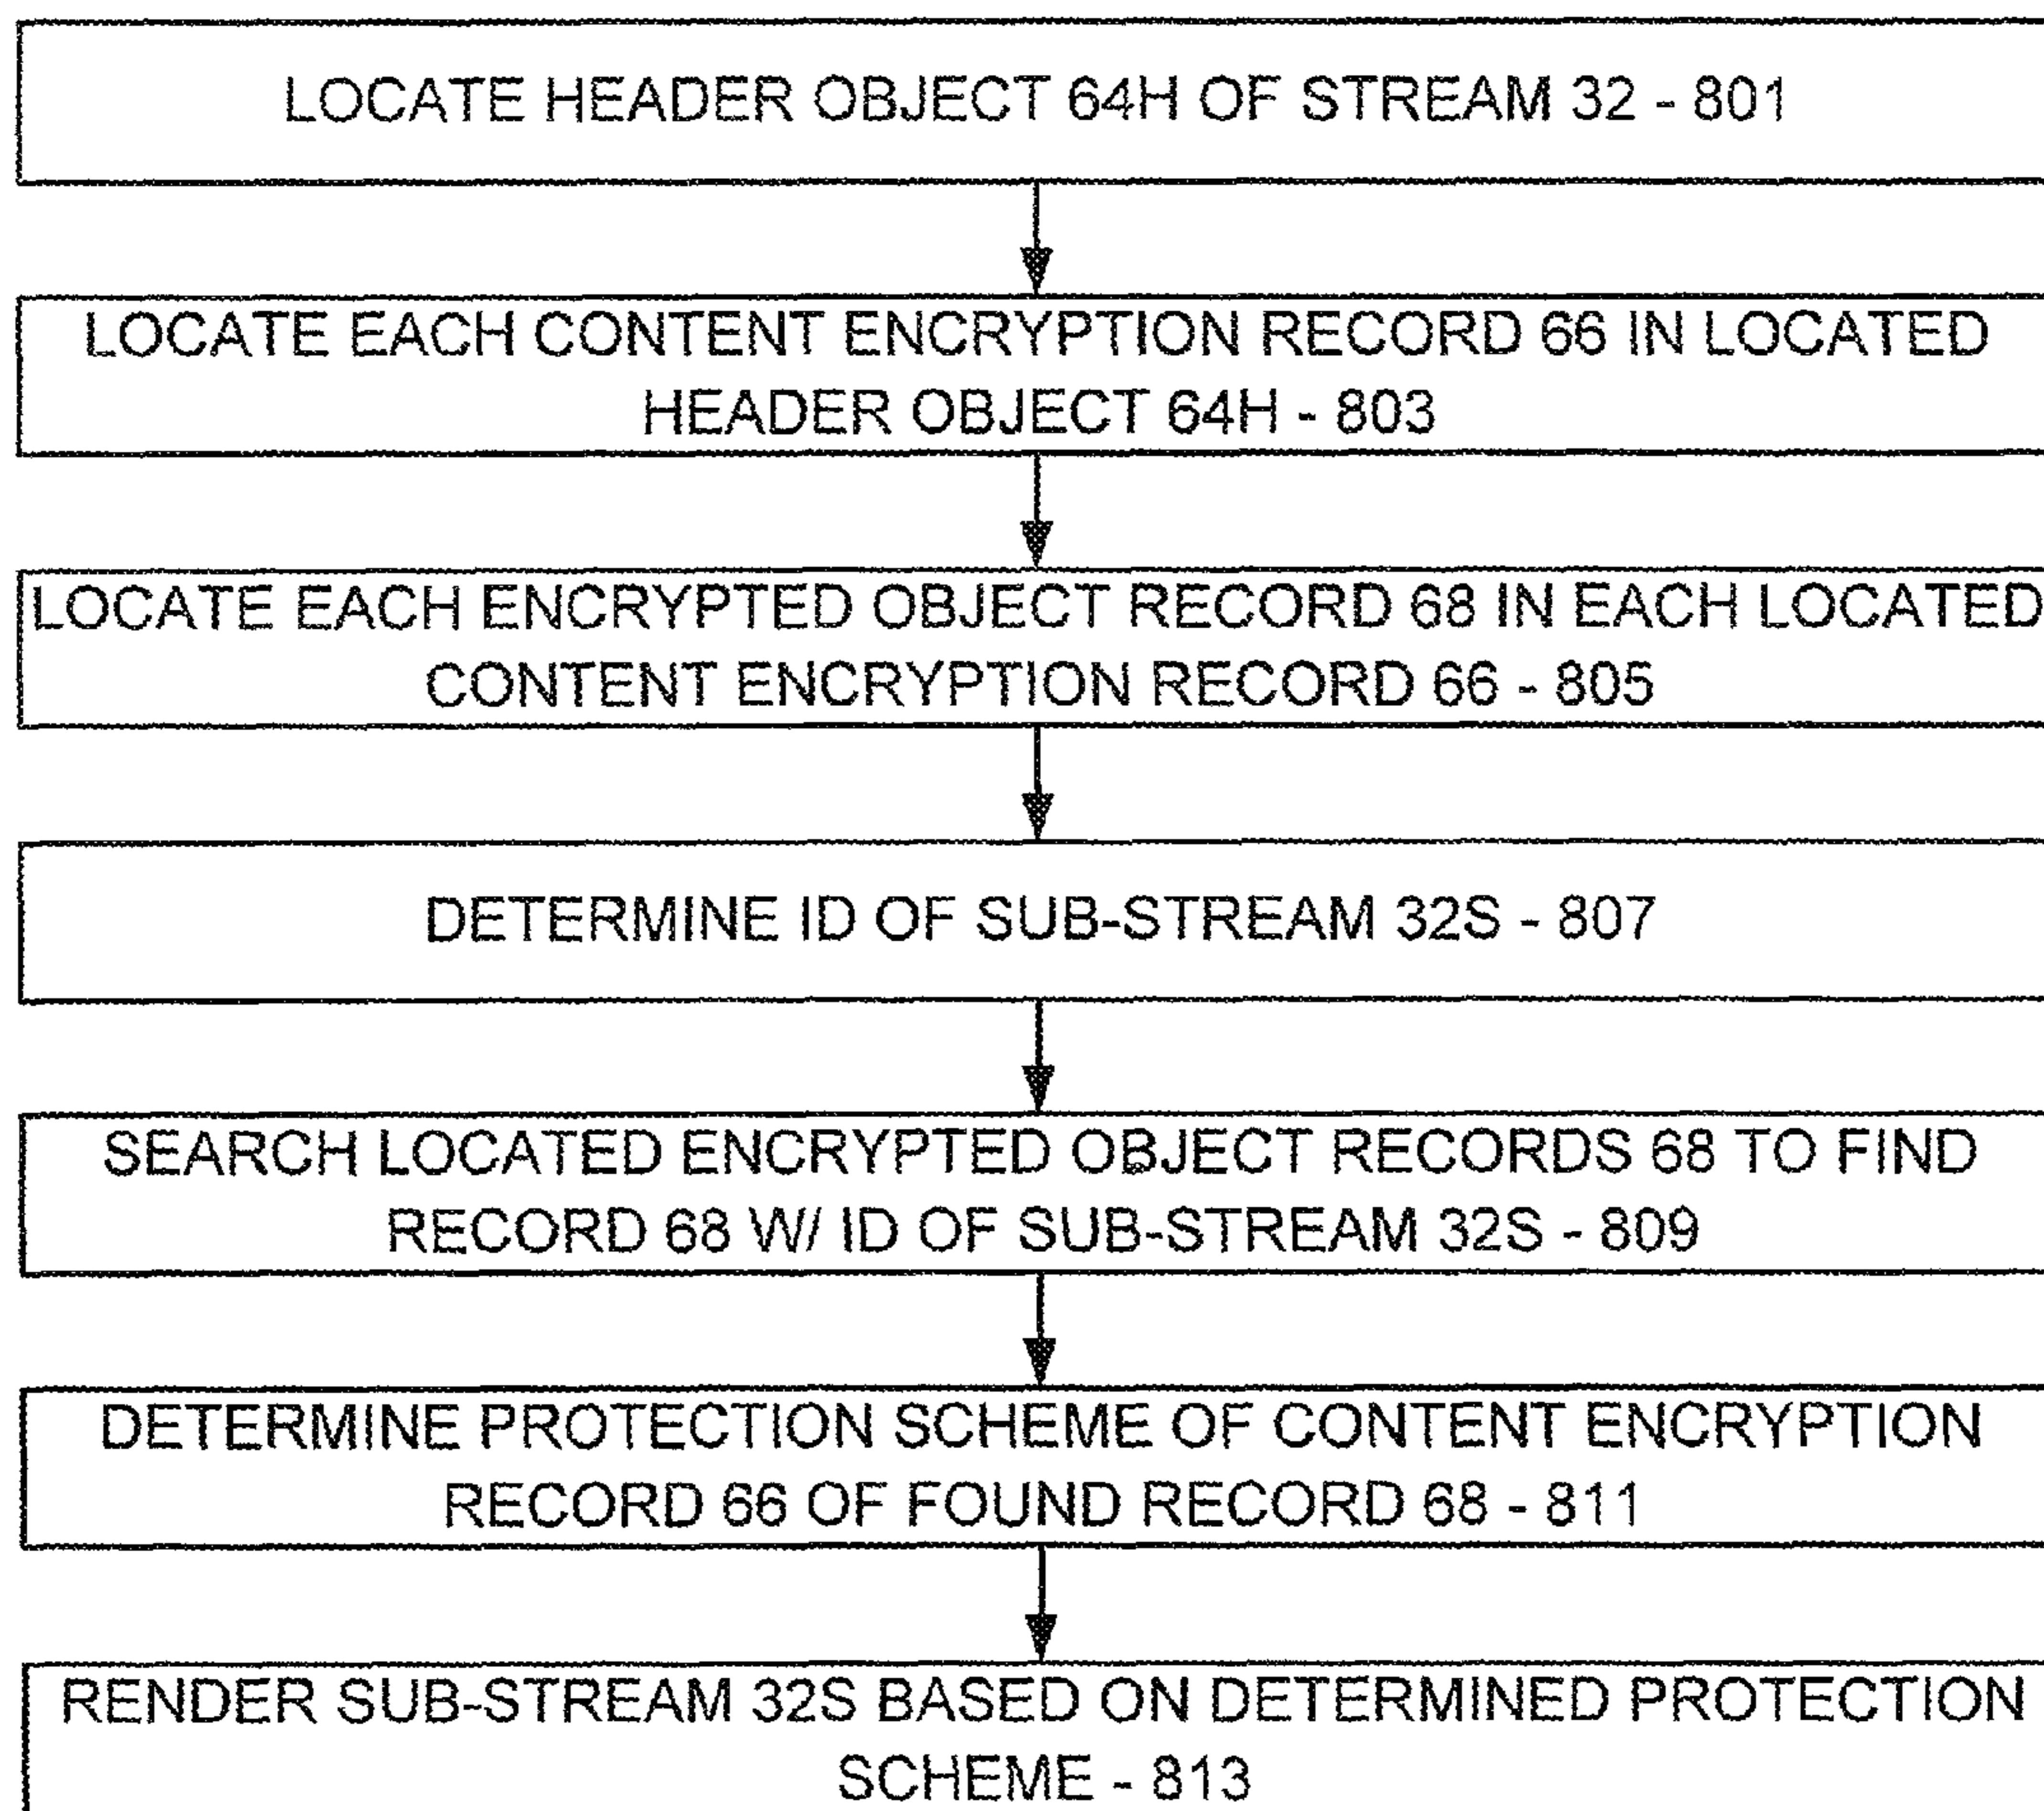 LOCATE HEADER OBJECT 64H OF STREAM 32 - 801
LOCATE EACH CONTENT ENCRYPTION RECORD 66 IN LOCATED
HEADER OBJECT 64H - 803
LOCATE EACH ENCRYPTED OBJECT RECORD 68 IN EACH LOCATED
CONTENT ENCRYPTION RECORD 66 - 805
DETERMINE ID OF SUB-STREAM 32S - 807
SEARCH LOCATED ENCRYPTED OBJECT RECORDS 68 TO FIND
RECORD 68 W/ ID OF SUB-STREAM 32S - 809
DETERMINE PROTECTION SCHEME OF CONTENT ENCRYPTION
RECORD 66 OF FOUND RECORD 68 - 811
RENDER SUB-STREAM 32S BASED ON DETERMINED PROTECTION
SCHEME - 813